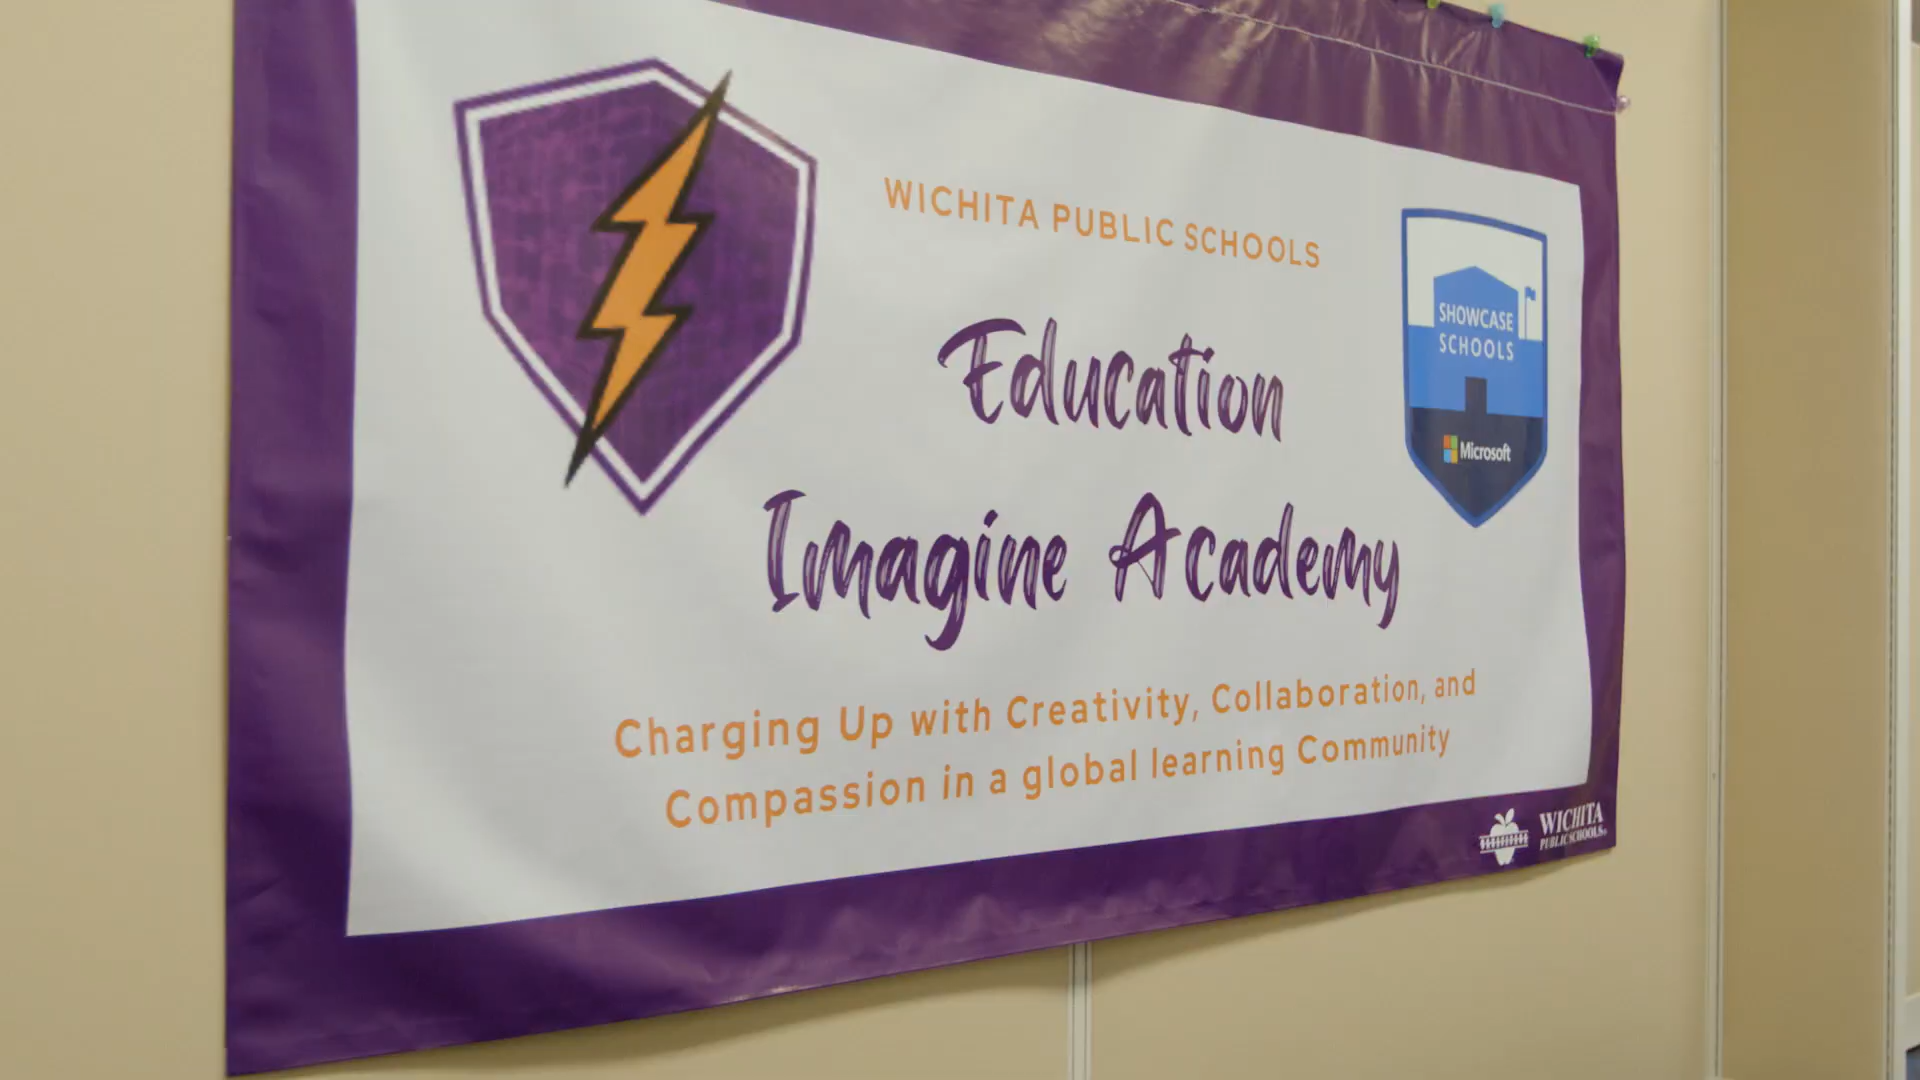 WICHITA PUBLIC SCHOOLS
Education
Imagine Academy
Charging Up with Creativity, Collaboration, and
Compassion in a global learning Community
SHOWCASE
SCHOOLS
Microsoft
WICHITA
PUBLIC SCHOOLS